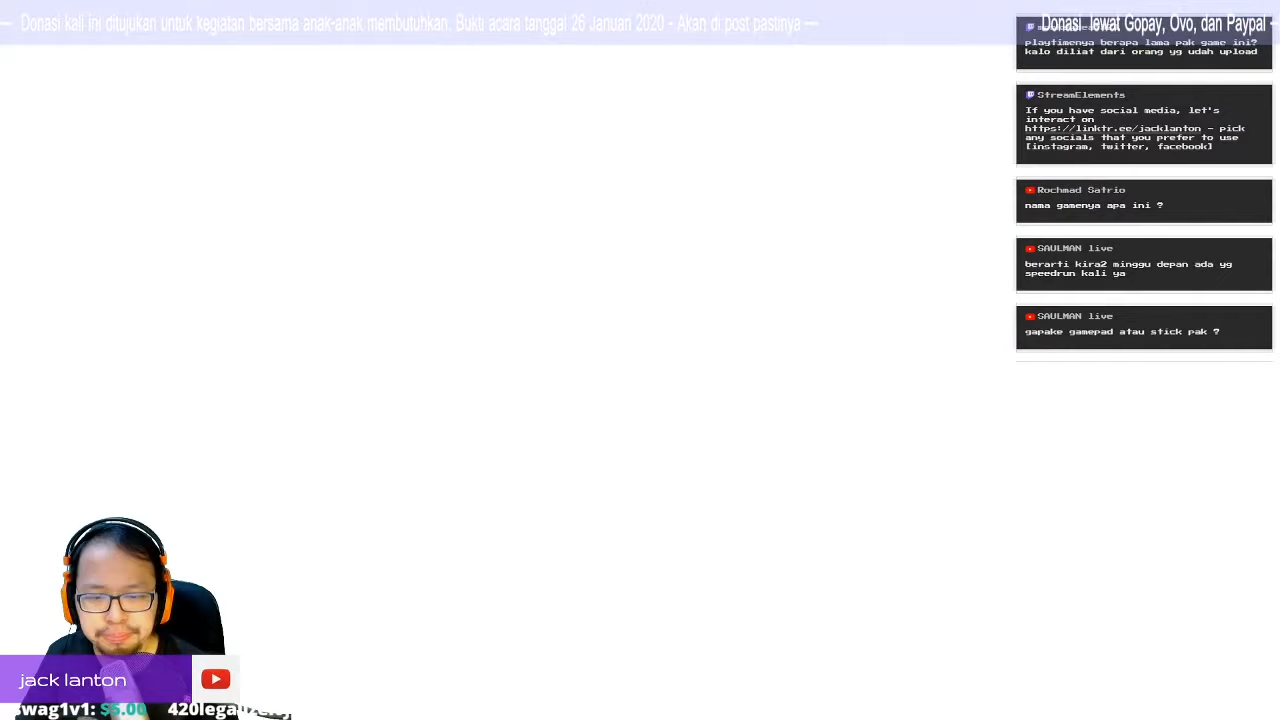 — Donasi kali ini ditujukan untuk kegiatan bersama anak-anak membutuhkan. Bukti acara tanggal 26 Januari 2020 - Akan di post pastinya —
Donasi lewat Gopay, Ovo, dan Paypal -
playtimenya berapa lama pak game ini?
kalo diliat dari orang yg udah upload
StreamElements
If you have social media, let's
interact on
https://linktr.ee/jacklanton - pick
any socials that you prefer to use
[instagram, twitter, facebook]
Rochmad Satrio
nama gamenya apa ini ?
SAULMAN live
berarti kira2 minggu depan ada yg
speedrun kali ya
SAULMAN live
gapake gamepad atau stick pak ?
jack lanton
swag1v1: $5.00